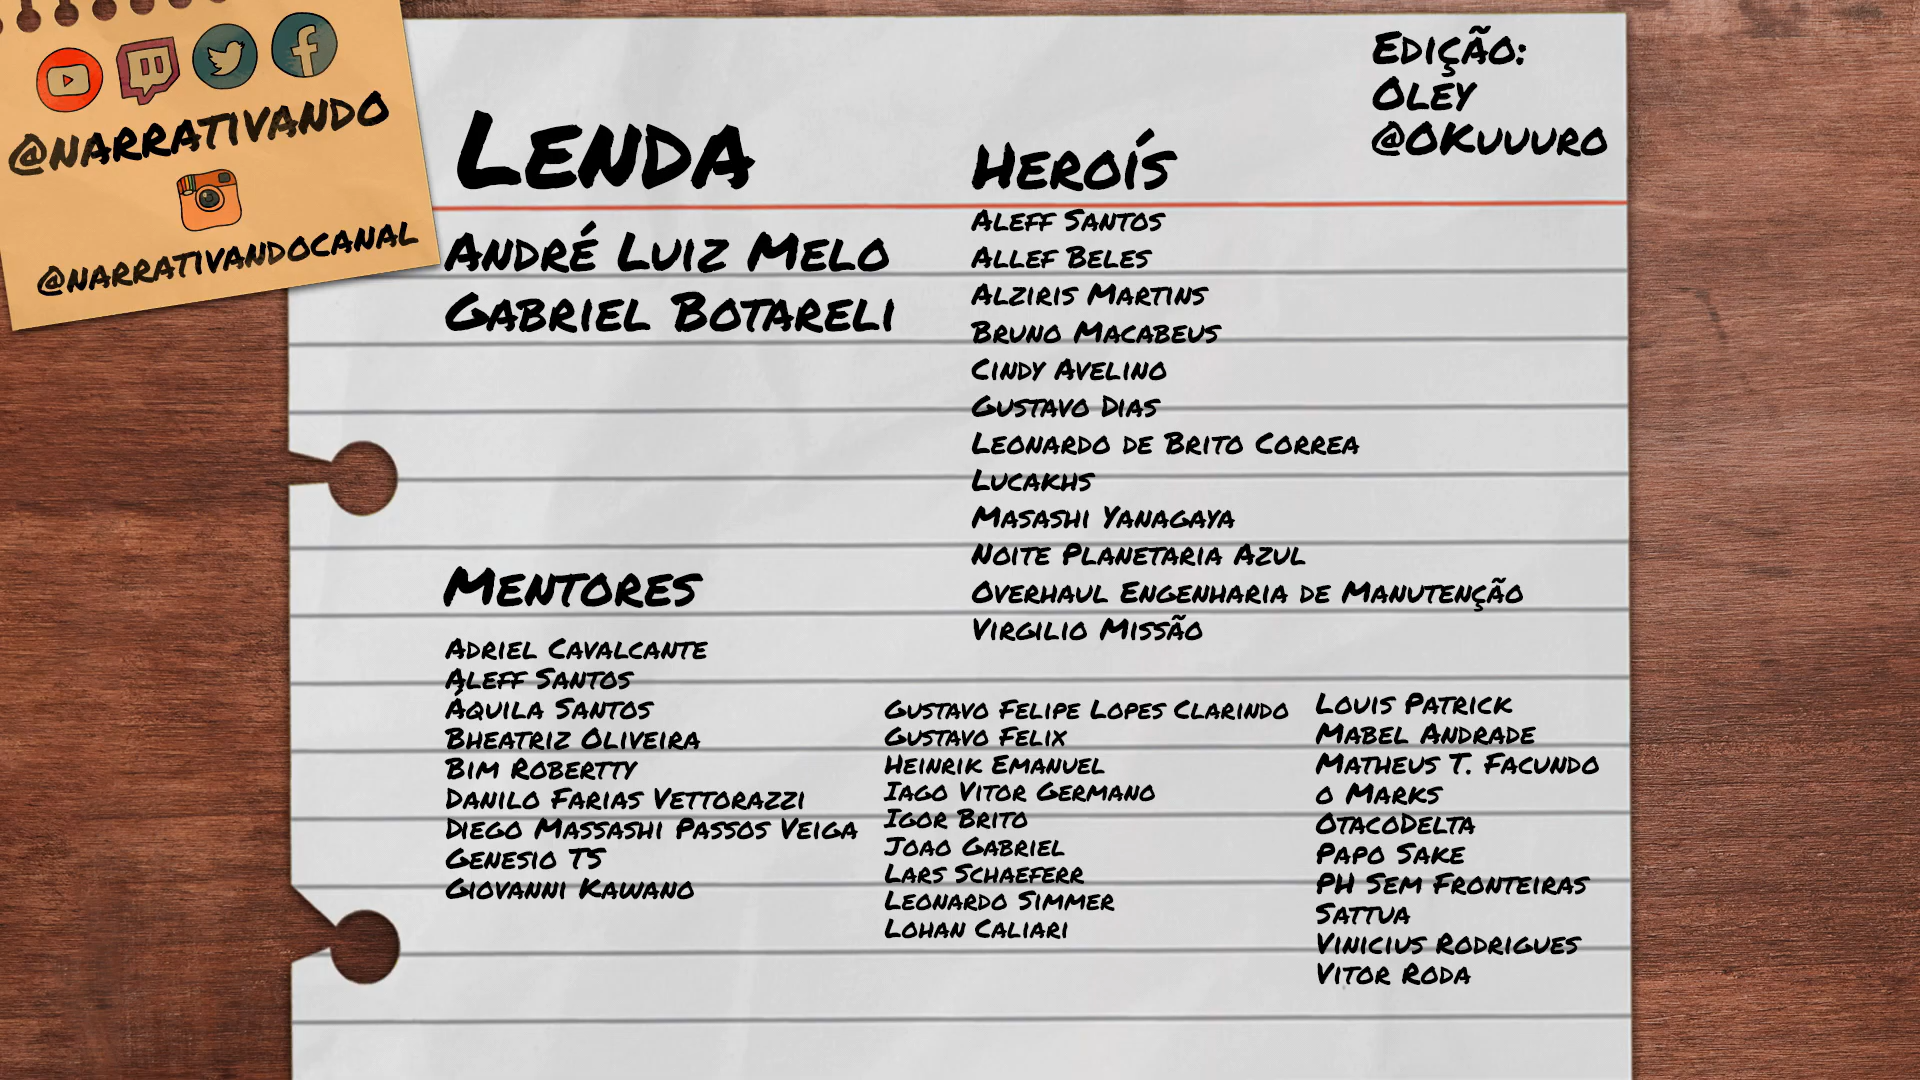 @narrativando
@narrativandocanal
Lenda
André Luiz Melo
Gabriel Botareli
Heroís
Aleff Santos
Allef Beles
Alziris Martins
Bruno Macabeus
Cindy Avelino
Gustavo Dias
Leonardo de Brito Correa
Lucakhs
Masashi Yanagaya
Noite Planetaria Azul
Overhaul Engenharia de Manutenção
Virgilio Missão
Edição:
Oley
@OKuuuro
Mentores
Adriel Cavalcante
Aleff Santos
Áquila Santos
Bheatriz Oliveira
Bim Robertty
Danilo Farias Vettorazzi
Diego Massashi Passos Veiga
Genesio TS
Giovanni Kawano
Gustavo Felipe Lopes Clarindo
Gustavo Felix
Heinrik Emanuel
Iago Vitor Germano
Igor Brito
Joao Gabriel
Lars Schaeferr
Leonardo Simmer
Lohan Caliari
Louis Patrick
Mabel Andrade
Matheus T. Facundo
o Marks
OtacoDelta
Papo Sake
PH Sem Fronteiras
Sattua
Vinicius Rodrigues
Vitor Roda